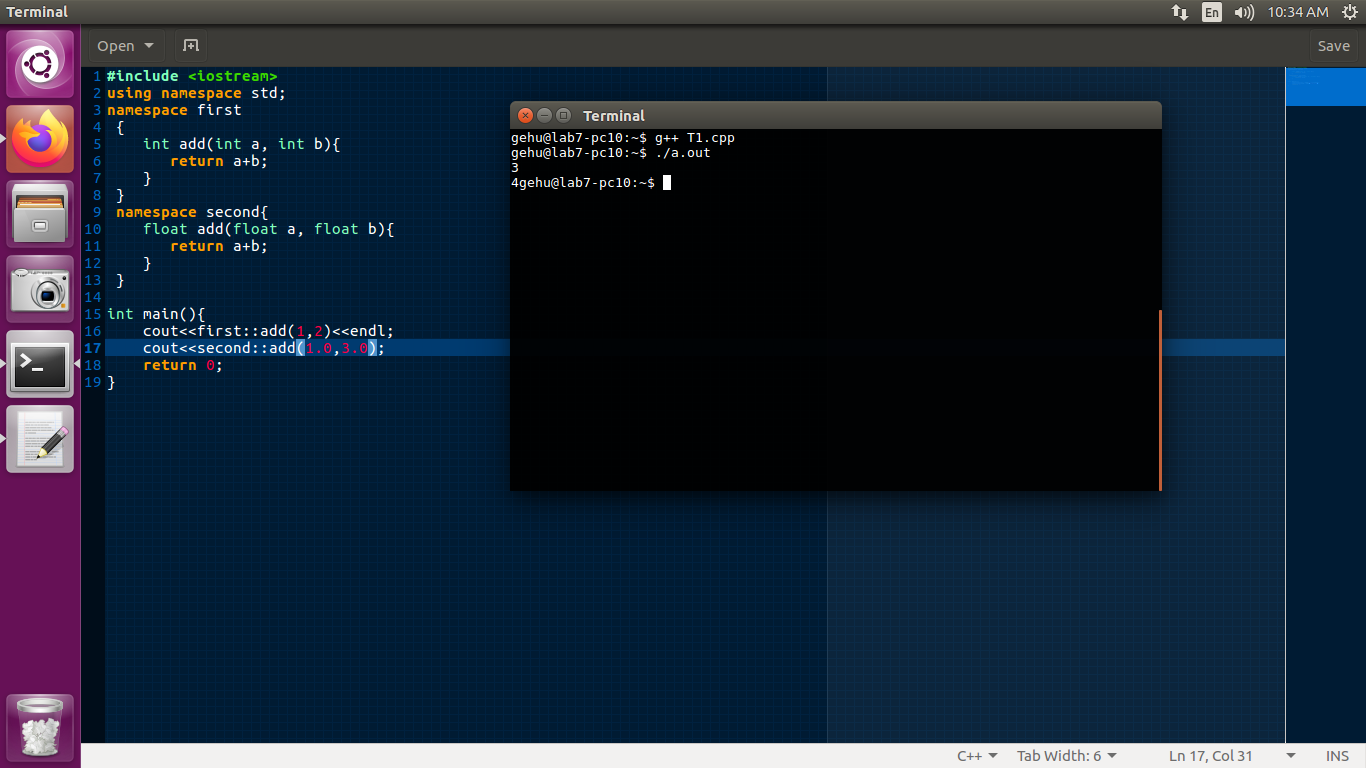 Terminal
En
10:34 AM
Open
Save
1 #include <iostream>
2 using namespace std;
3 namespace first
4 {
5 int add(int a, int b){
6 return a+b;
7 }
8 }
9 namespace second{
10 float add(float a, float b){
11 return a+b;
12 }
13 }
14
15 int main(){
16 cout<<first::add(1,2)<<endl;
17 cout<<second::add(1.0,3.0);
18 return 0;
19 }
Terminal
gehu@lab7-pc10:~$ g++ T1.cpp
gehu@lab7-pc10:~$ ./a.out
3
4gehu@lab7-pc10:~$
C++
Tab Width: 6
Ln 17, Col 31
INS